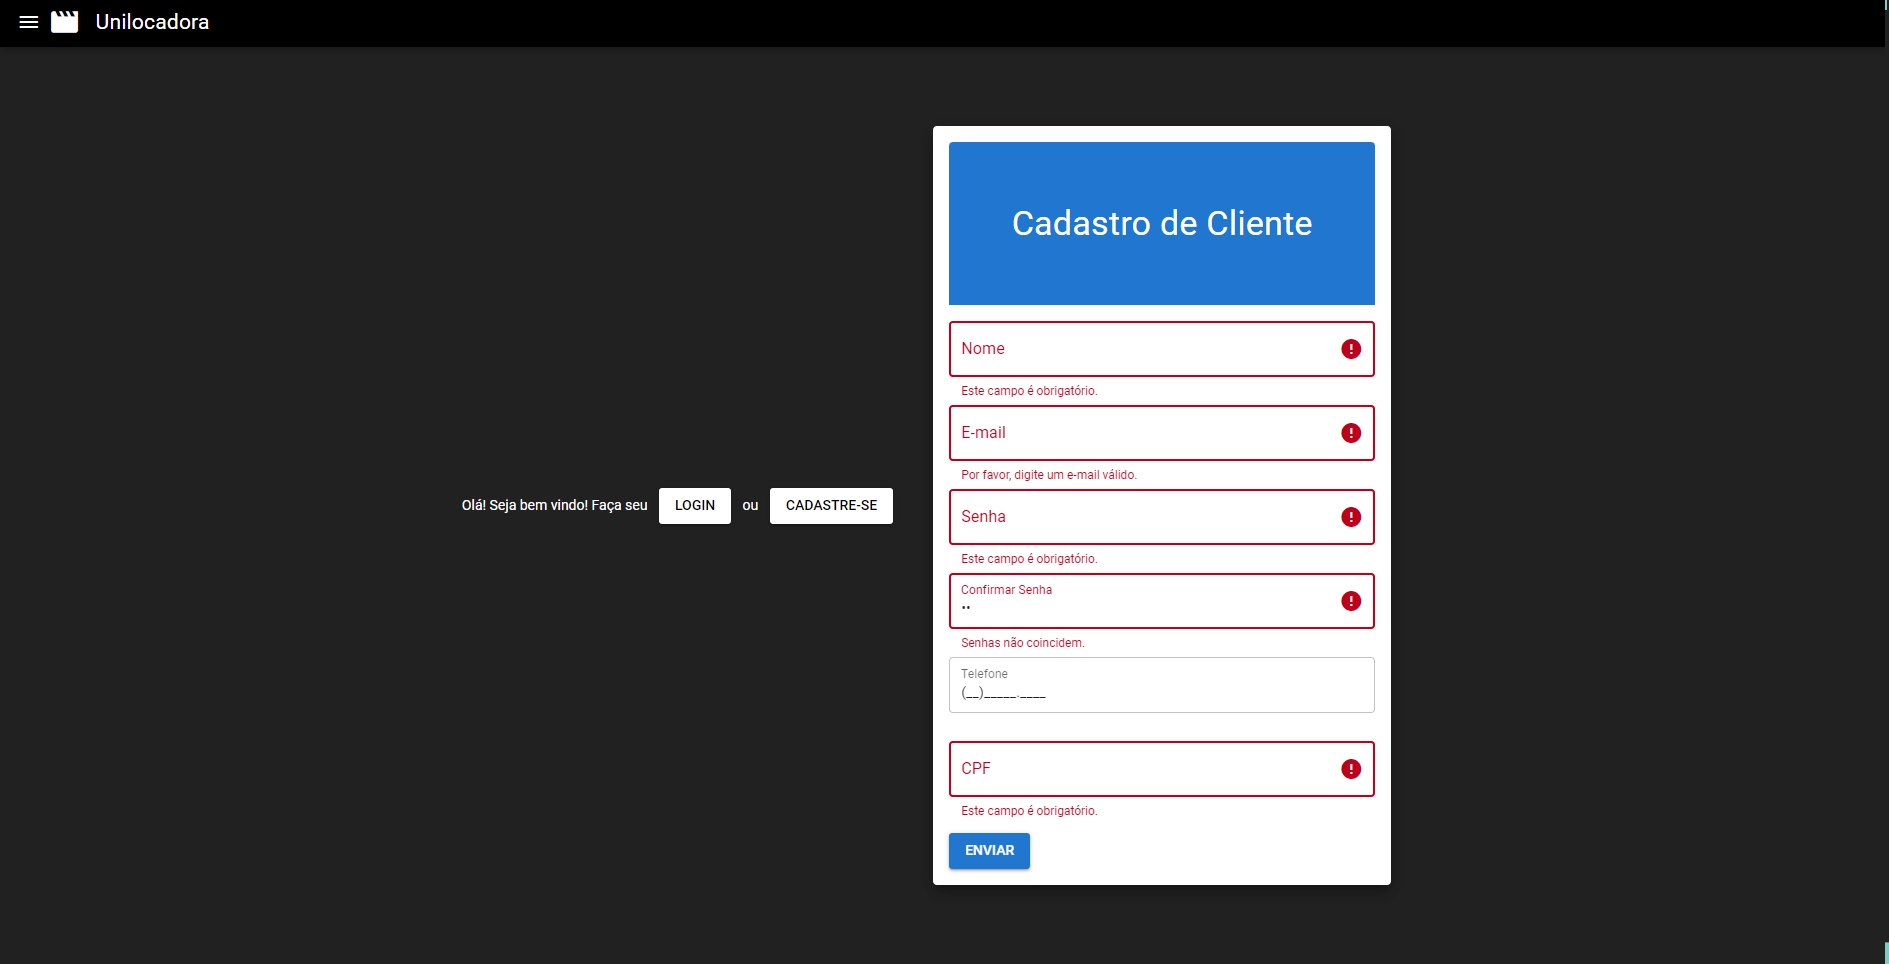 Unilocadora
Olá! Seja bem vindo! Faça seu LOGIN ou CADASTRE-SE
Cadastro de Cliente
Nome
Este campo é obrigatório.
E-mail
Por favor, digite um e-mail válido.
Senha
Este campo é obrigatório.
Confirmar Senha
••
Senhas não coincidem.
Telefone
(__)_____.____
CPF
Este campo é obrigatório.
ENVIAR